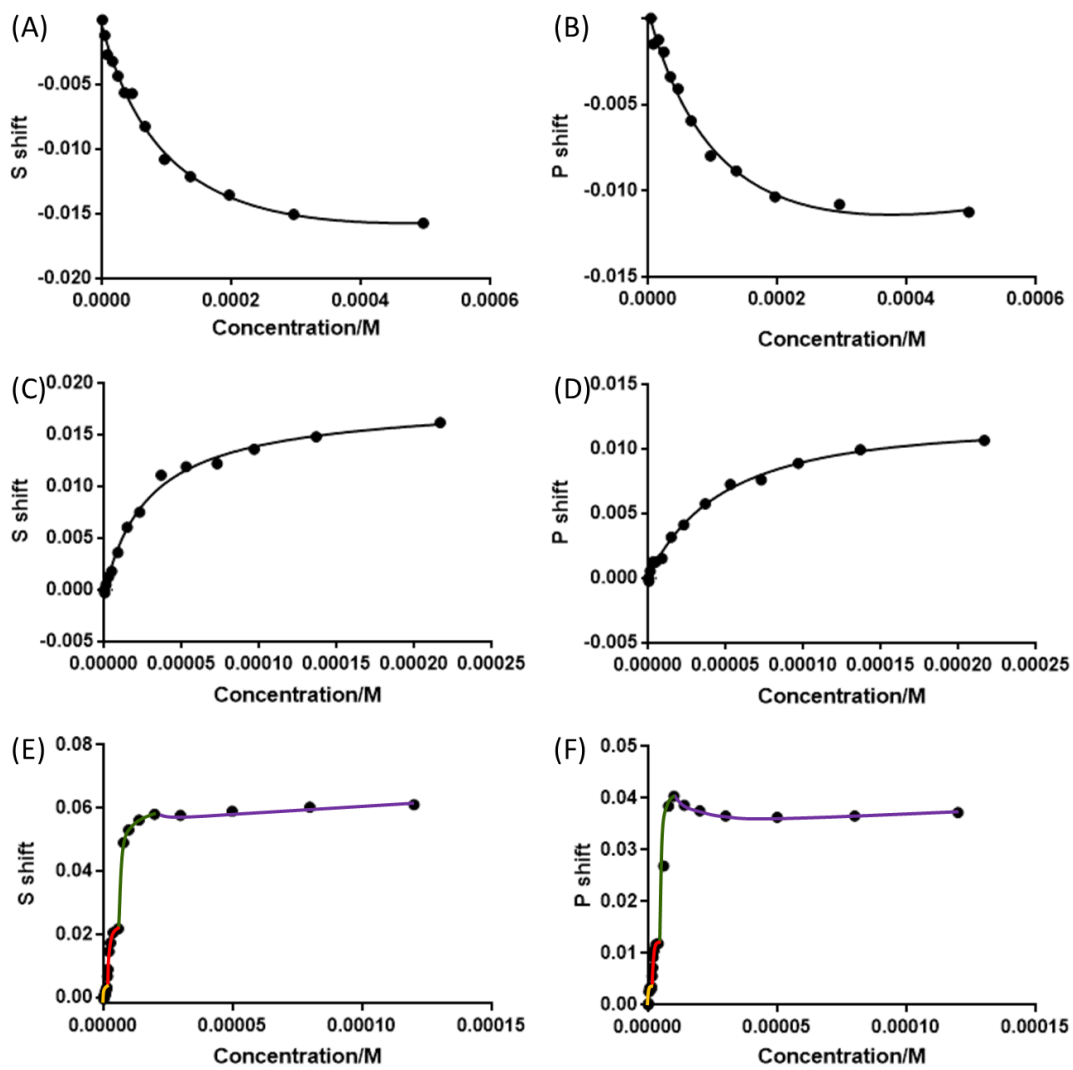 (A)
-0.005
-0.010
-0.015
-0.020
S shift
0.0000 0.0002 0.0004 0.0006
Concentration/M
(B)
-0.005
-0.010
-0.015
P shift
0.0000 0.0002 0.0004 0.0006
Concentration/M
(C)
0.020
0.015
0.010
0.005
0.000
-0.005
S shift
0.00000 0.00005 0.00010 0.00015 0.00020 0.00025
Concentration/M
(D)
0.015
0.010
0.005
0.000
-0.005
P shift
0.00000 0.00005 0.00010 0.00015 0.00020 0.00025
Concentration/M
(E)
0.08
0.06
0.04
0.02
0.00
S shift
0.00000 0.00005 0.00010 0.00015
Concentration/M
(F)
0.05
0.04
0.03
0.02
0.01
0.00
P shift
0.00000 0.00005 0.00010 0.00015
Concentration/M